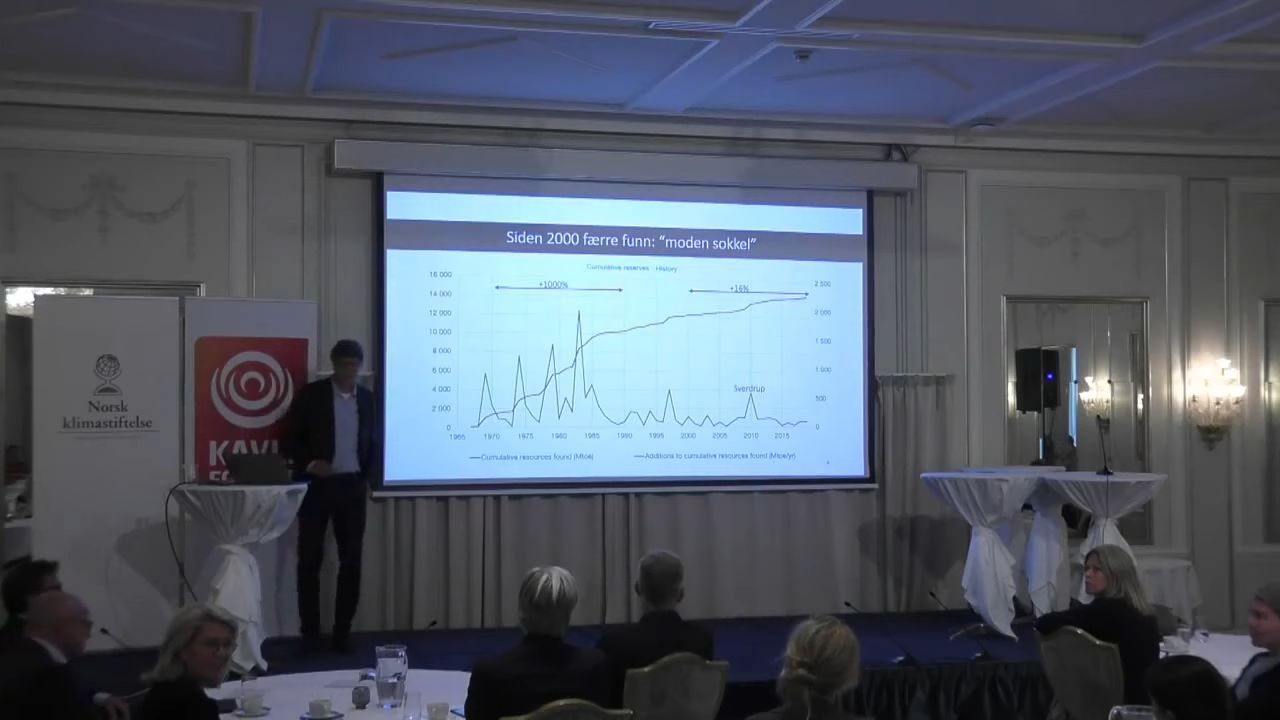 Siden 2000 færre funn: "moden sokkel"
Cumulative reserves - History
16 000
14 000
12 000
10 000
8 000
6 000
4 000
2 000
0
+1000%
+16%
2 500
2 000
1 500
1 000
500
0
Sverdrup
1965 1970 1975 1980 1985 1990 1995 2000 2005 2010 2015
Cumulative resources found (Mtoe)
Additions to cumulative resources found (Mtoe/yr)
Norsk
klimastiftelse